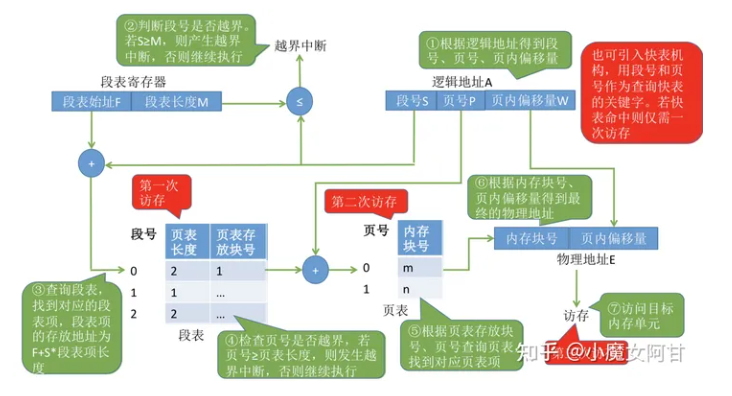 ②判断段号是否越界。
若S≥M，则产生越界
中断，否则继续执行
越界中断
①根据逻辑地址得到段
号、页号、页内偏移量
也可引入快表机
构，用段号和页
号作为查询快表
的关键字。若快
表命中则仅需一
次访存
段表寄存器
段表始址F 段表长度M
≤
逻辑地址A
段号S 页号P 页内偏移量W
+
第一次
访存
第二次访存
⑥根据内存块号、
页内偏移量得到最
终的物理地址
段号 页表长度 页表存放块号
0 2 1
1 1 ...
2 2 ...
段表
+
页号 内存块号
0 m
1 n
页表
内存块号 页内偏移量
物理地址E
③查询段表，
找到对应的段
表项，段表项
的存放地址为
F+S*段表项长
度
④检查页号是否越界，若
页号≥页表长度，则发生越
界中断，否则继续执行
⑤根据页表存放块
号、页号查询页表，
找到对应页表项
访存
⑦访问目标
内存单元
知乎 @小魔女阿甘